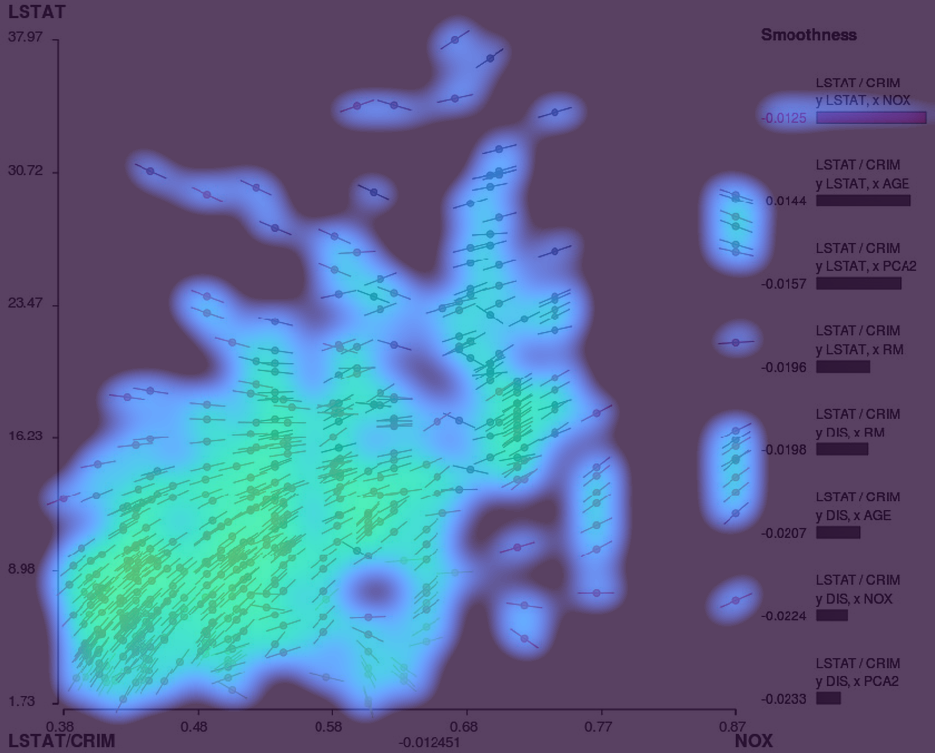 LSTAT
37.97
30.72
23.47
16.23
8.98
1.73
0.38
0.48
0.58
0.68
0.77
0.87
LSTAT/CRIM
-0.012451
NOX
Smoothness
LSTAT / CRIM
y LSTAT, x NOX
-0.0125
LSTAT / CRIM
y LSTAT, x AGE
0.0144
LSTAT / CRIM
y LSTAT, x PCA2
-0.0157
LSTAT / CRIM
y LSTAT, x RM
-0.0196
LSTAT / CRIM
y DIS, x RM
-0.0198
LSTAT / CRIM
y DIS, x AGE
-0.0207
LSTAT / CRIM
y DIS, x NOX
-0.0224
LSTAT / CRIM
y DIS, x PCA2
-0.0233